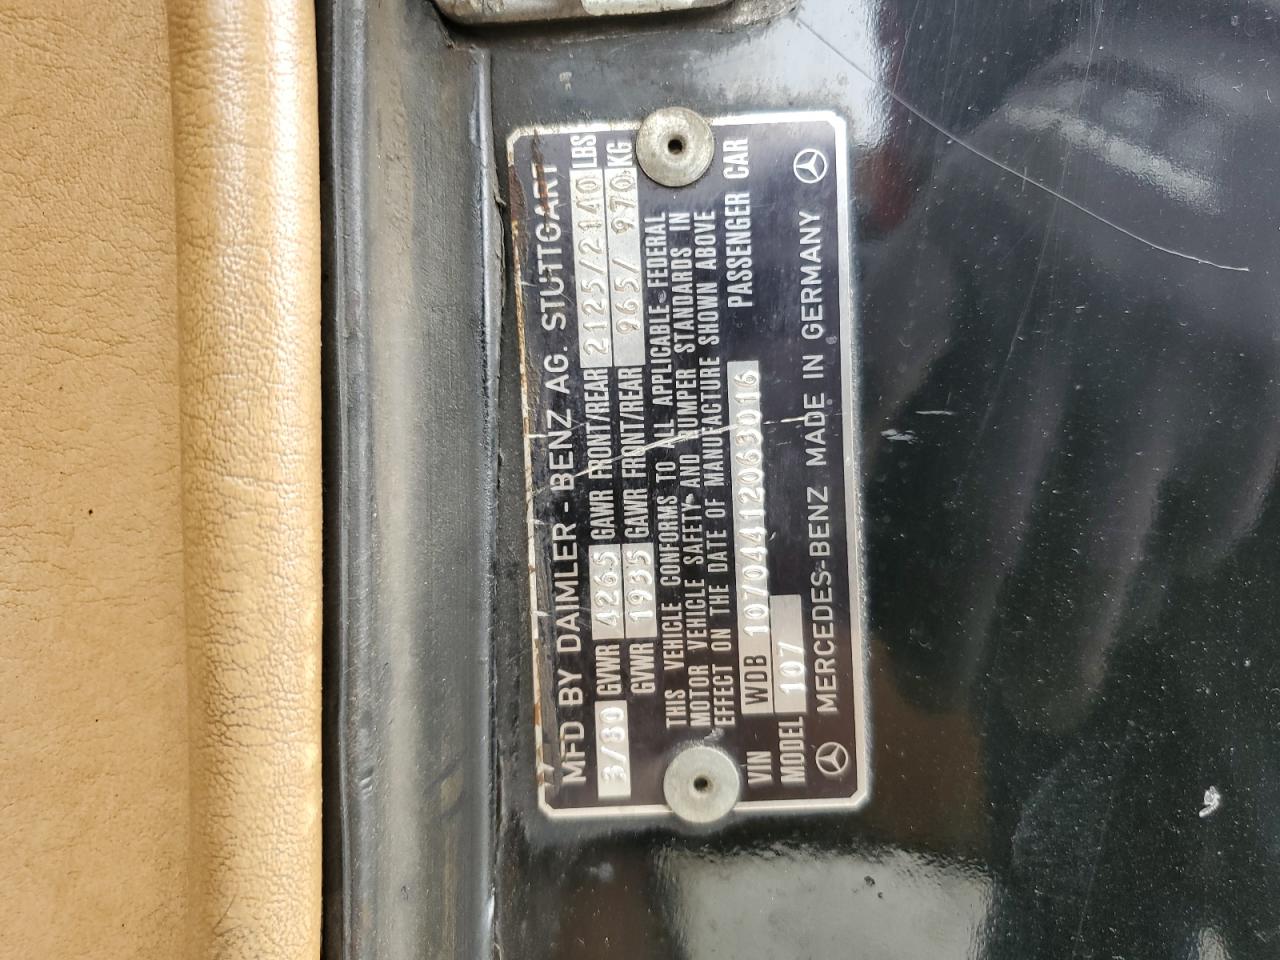 MFD BY DAIMLER-BENZ AG. STUTTGART
3/80 GVWR 4265 GAWR FRONT/REAR 2125/2140 LBS
GVWR 1935 GAWR FRONT/REAR 965/ 970 KG
THIS VEHICLE CONFORMS TO ALL APPLICABLE FEDERAL
MOTOR VEHICLE SAFETY AND BUMPER STANDARDS IN
EFFECT ON THE DATE OF MANUFACTURE SHOWN ABOVE
VIN WDB 10704412063016 PASSENGER CAR
MODEL 107
MERCEDES-BENZ MADE IN GERMANY